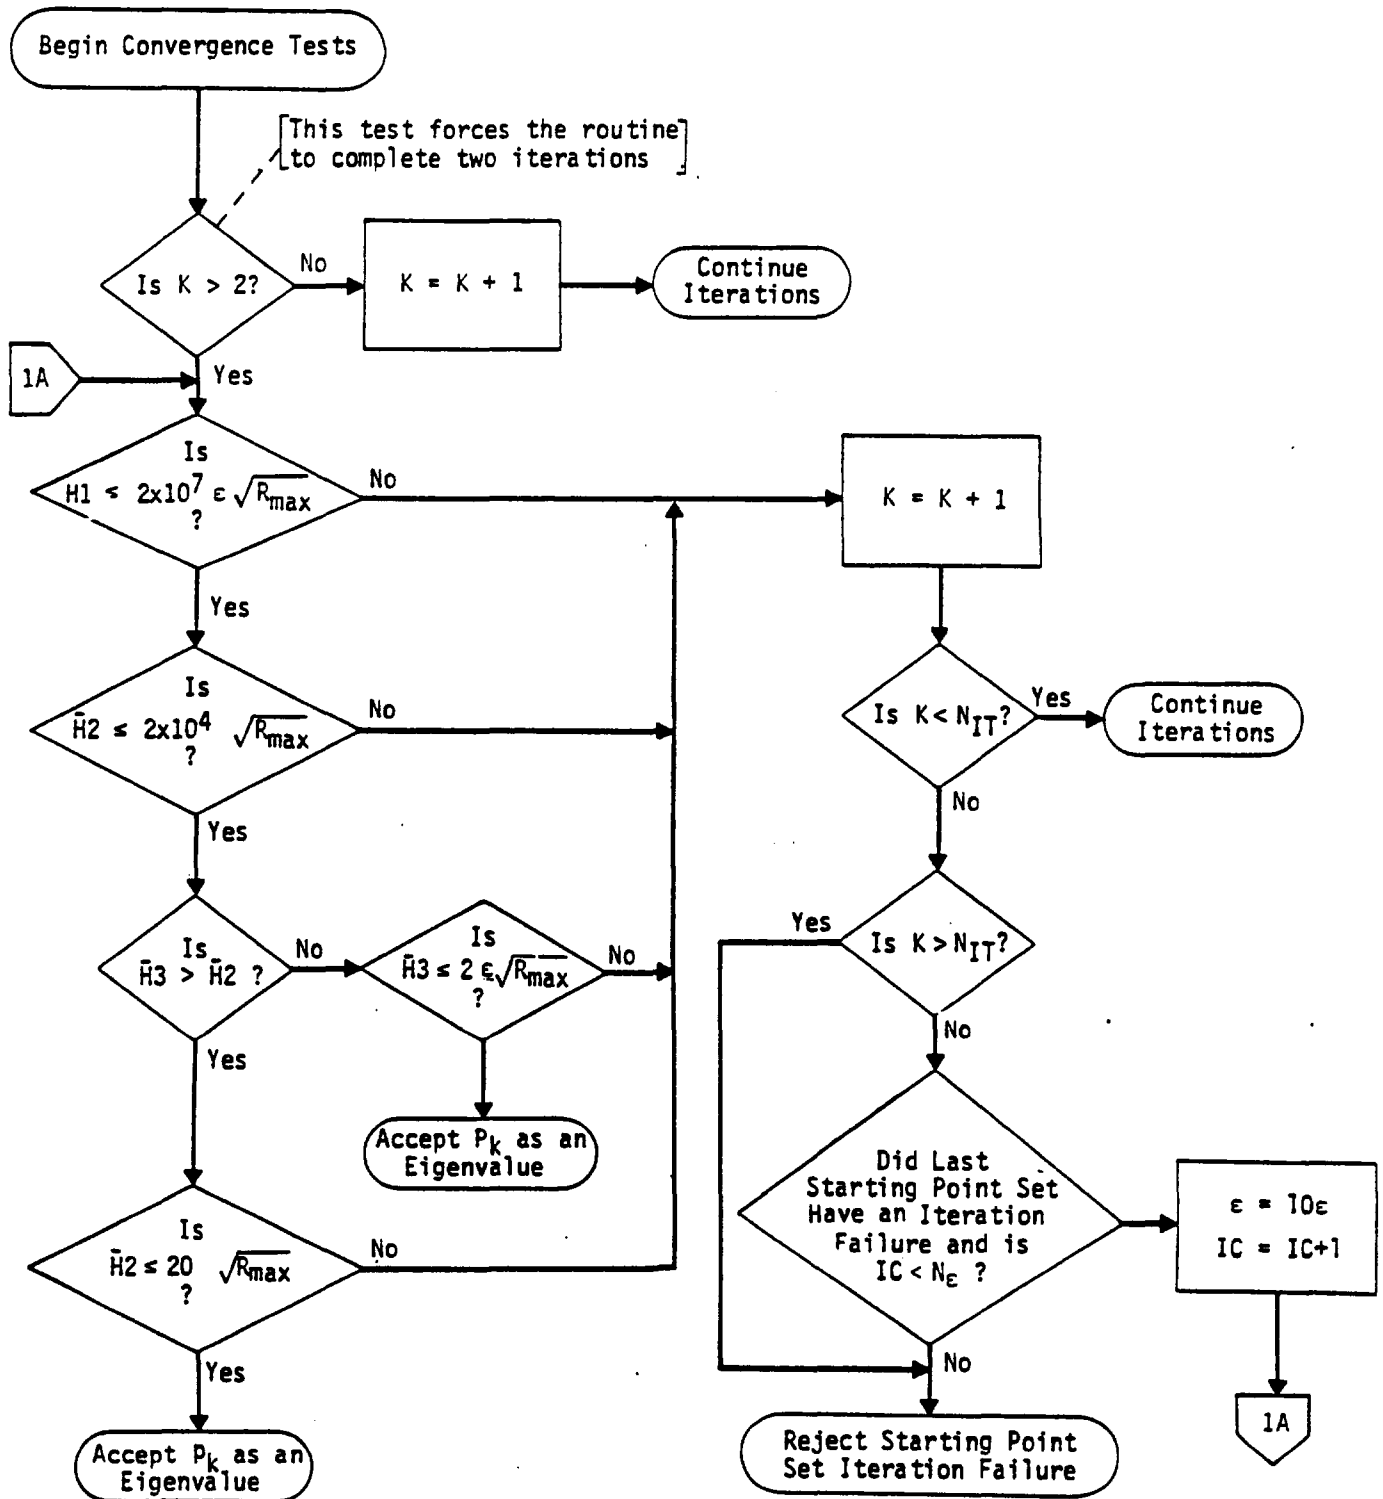 Begin Convergence Tests
[This test forces the routine
to complete two iterations]
Is K > 2?
No
K = K + 1
Continue
Iterations
1A
Yes
Is
H1 ≤ 2x10⁷ ε √Rmax
?
No
K = K + 1
Yes
Is
H̄2 ≤ 2x10⁴ √Rmax
?
No
Is K < N_IT?
Yes
Continue
Iterations
No
Yes
Is
H̄3 > H̄2 ?
No
Is
H̄3 ≤ 2 ε √Rmax
?
No
Yes
Is K > N_IT?
No
Yes
Accept Pk as an
Eigenvalue
Did Last
Starting Point Set
Have an Iteration
Failure and is
IC < Nε ?
ε = 10ε
IC = IC+1
Is
H̄2 ≤ 20 √Rmax
?
No
Yes
No
1A
Accept Pk as an
Eigenvalue
Reject Starting Point
Set Iteration Failure